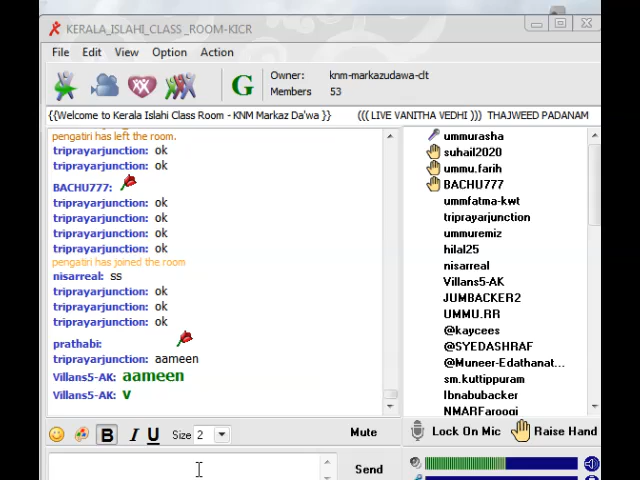 KERALA_ISLAHI_CLASS_ROOM-KICR
File Edit View Option Action
G Owner: knm-markazudawa-clt
Members 53
{{Welcome to Kerala Islahi Class Room - KNM Markaz Da'wa }} ((( LIVE VANITHA VEDHI ))) THAJWEED PADANAM
pengatiri has left the room.
triprayarjunction: ok
triprayarjunction: ok
BACHU777:
triprayarjunction: ok
triprayarjunction: ok
triprayarjunction: ok
triprayarjunction: ok
pengatiri has joined the room
nisarreal: ss
triprayarjunction: ok
triprayarjunction: ok
triprayarjunction: ok
prathabi:
triprayarjunction: aameen
Villans5-AK: aameen
Villans5-AK: v
ummurasha
suhail2020
ummu.farih
BACHU777
ummfatma-kwt
triprayarjunction
ummuremiz
hilal25
nisarreal
Villans5-AK
JUMBACKER2
UMMU.RR
@kaycees
@SYEDASHRAF
@Muneer-Edathanat...
sm.kuttippuram
Ibnabubacker
NMARFarooqi
B I U Size 2 Mute
Lock On Mic Raise Hand
Send